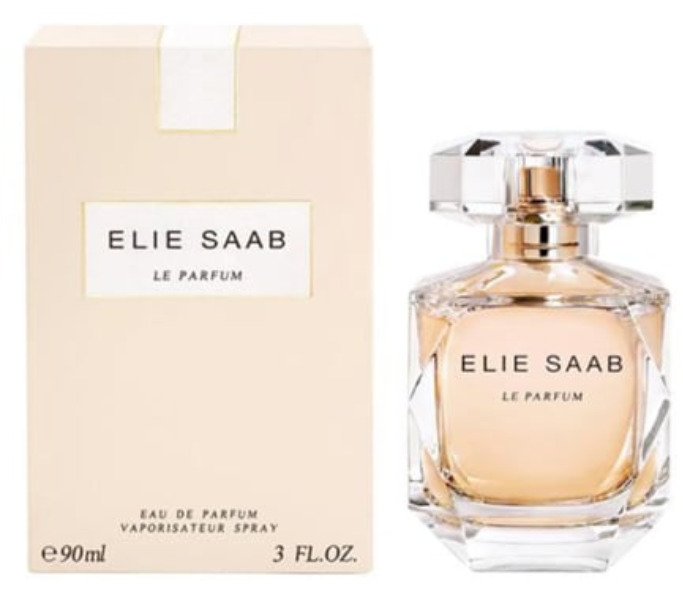 ELIE SAAB
LE PARFUM
EAU DE PARFUM
VAPORISATEUR SPRAY
℮90ml 3 FL.OZ.
ELIE SAAB
LE PARFUM